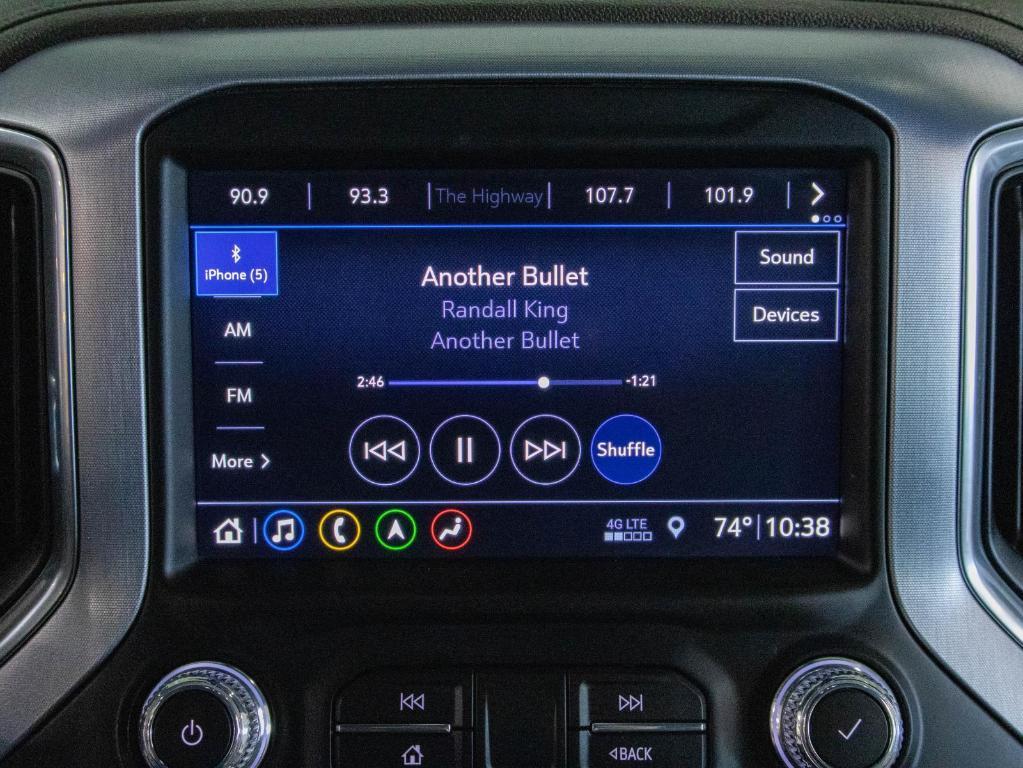 90.9 | 93.3 | The Highway | 107.7 | 101.9 |
iPhone (5)
AM
FM
More
Another Bullet
Randall King
Another Bullet
2:46 -1:21
Shuffle
Sound
Devices
4G LTE
74° | 10:38
BACK